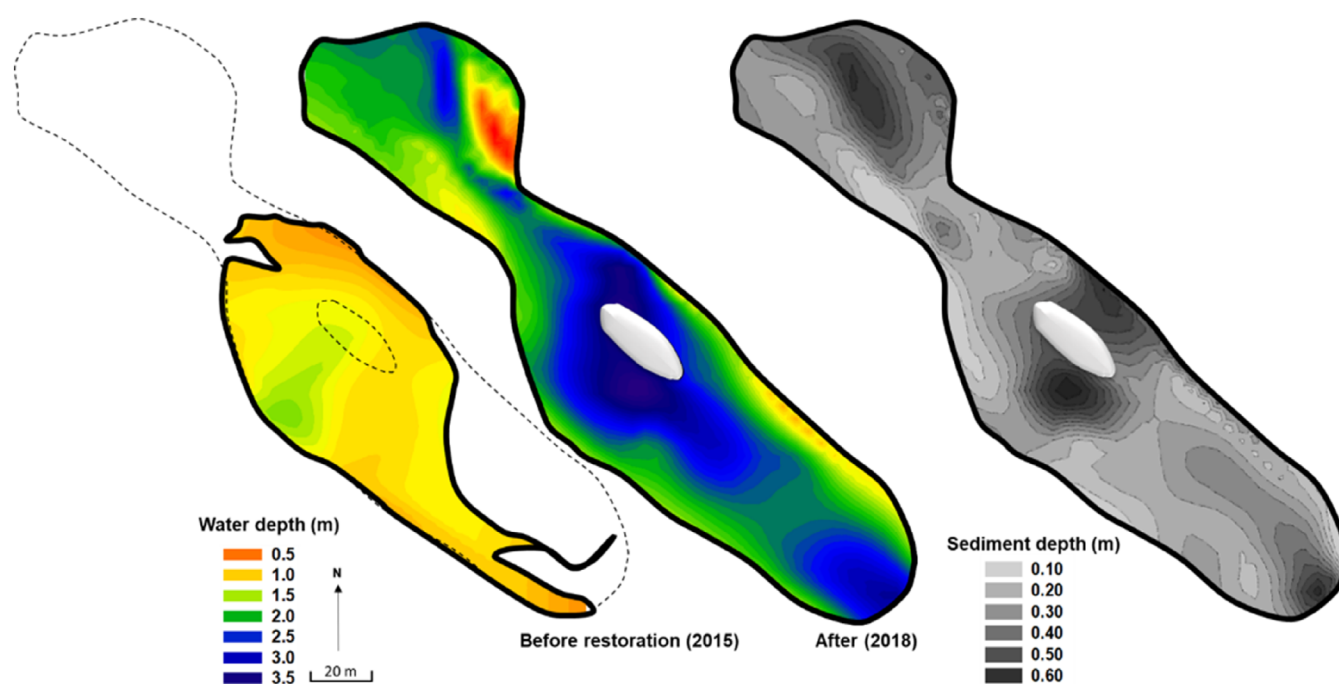 Water depth (m)
0.5
1.0
1.5
2.0
2.5
3.0
3.5
N
20 m
Before restoration (2015)
After (2018)
Sediment depth (m)
0.10
0.20
0.30
0.40
0.50
0.60